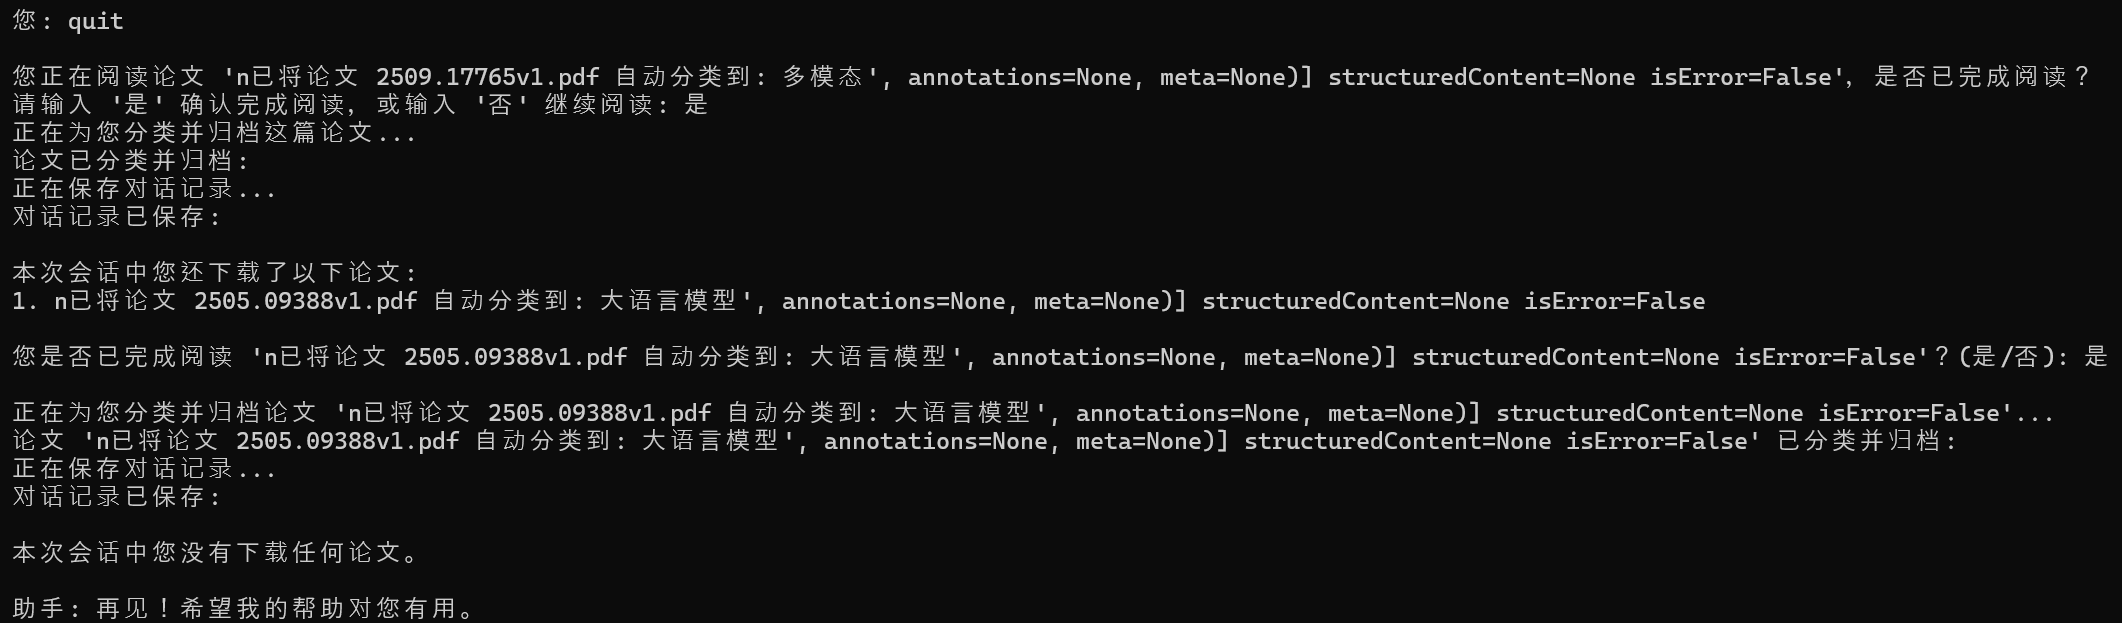 您: quit
您正在阅读论文 'n已将论文 2509.17765v1.pdf 自动分类到: 多模态', annotations=None, meta=None)] structuredContent=None isError=False'，是否已完成阅读？
请输入 '是' 确认完成阅读，或输入 '否' 继续阅读: 是
正在为您分类并归档这篇论文...
论文已分类并归档:
正在保存对话记录...
对话记录已保存:
本次会话中您还下载了以下论文:
1. n已将论文 2505.09388v1.pdf 自动分类到: 大语言模型', annotations=None, meta=None)] structuredContent=None isError=False
您是否已完成阅读 'n已将论文 2505.09388v1.pdf 自动分类到: 大语言模型', annotations=None, meta=None)] structuredContent=None isError=False'？(是/否): 是
正在为您分类并归档论文 'n已将论文 2505.09388v1.pdf 自动分类到: 大语言模型', annotations=None, meta=None)] structuredContent=None isError=False'...
论文 'n已将论文 2505.09388v1.pdf 自动分类到: 大语言模型', annotations=None, meta=None)] structuredContent=None isError=False' 已分类并归档:
正在保存对话记录...
对话记录已保存:
本次会话中您没有下载任何论文。
助手: 再见！希望我的帮助对您有用。